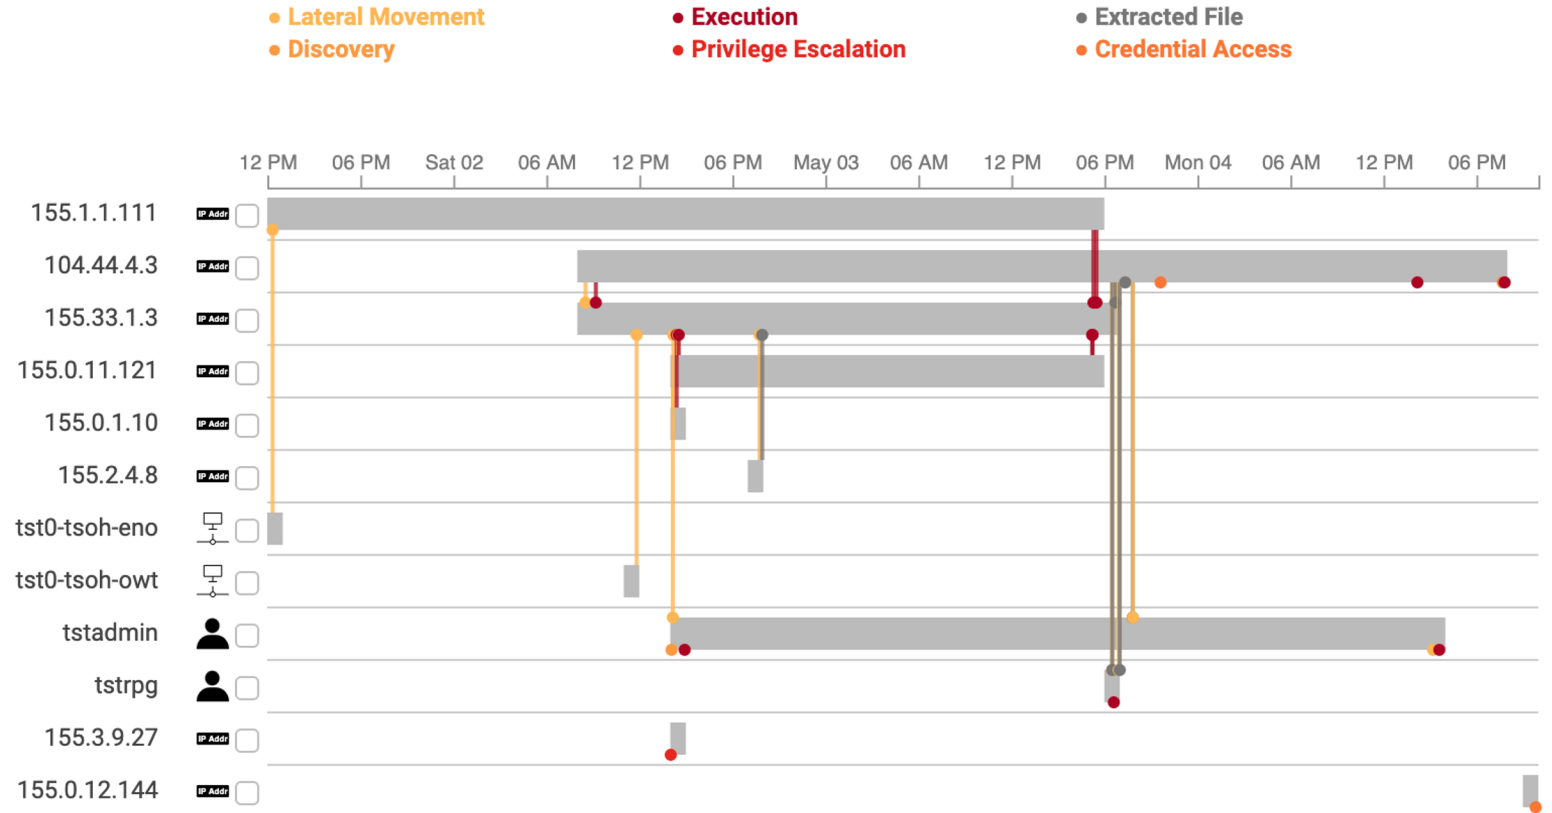 Lateral Movement Execution Extracted File
Discovery Privilege Escalation Credential Access
12 PM 06 PM Sat 02 06 AM 12 PM 06 PM May 03 06 AM 12 PM 06 PM Mon 04 06 AM 12 PM 06 PM
155.1.1.111 IP Addr
104.44.4.3 IP Addr
155.33.1.3 IP Addr
155.0.11.121 IP Addr
155.0.1.10 IP Addr
155.2.4.8 IP Addr
tst0-tsoh-eno
tst0-tsoh-owt
tstadmin
tstrpg
155.3.9.27 IP Addr
155.0.12.144 IP Addr